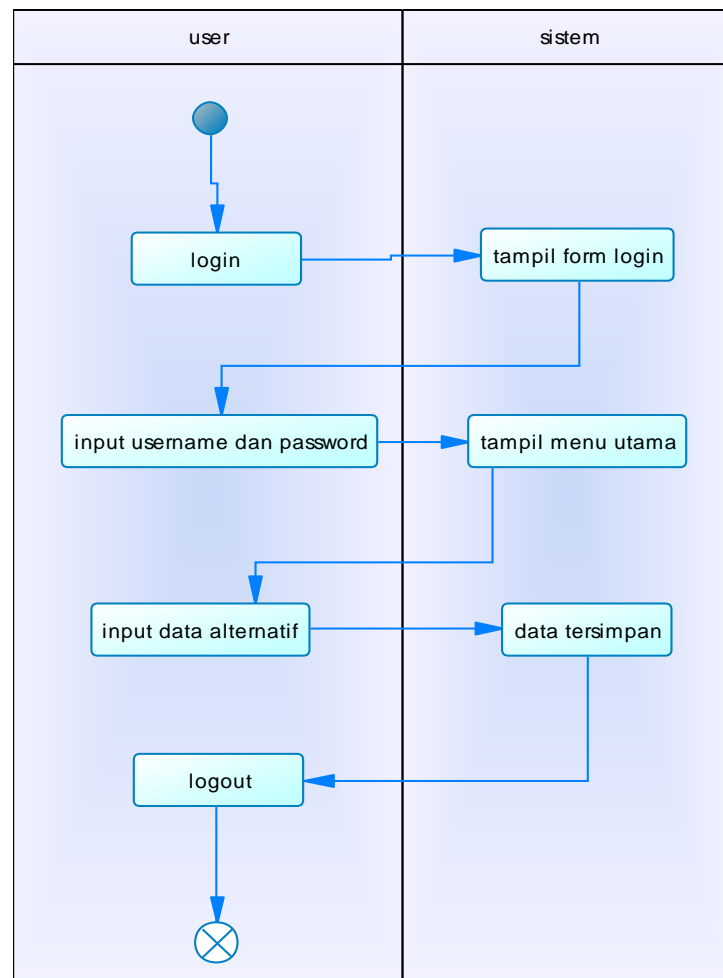 user
sistem
login
tampil form login
input username dan password
tampil menu utama
input data alternatif
data tersimpan
logout